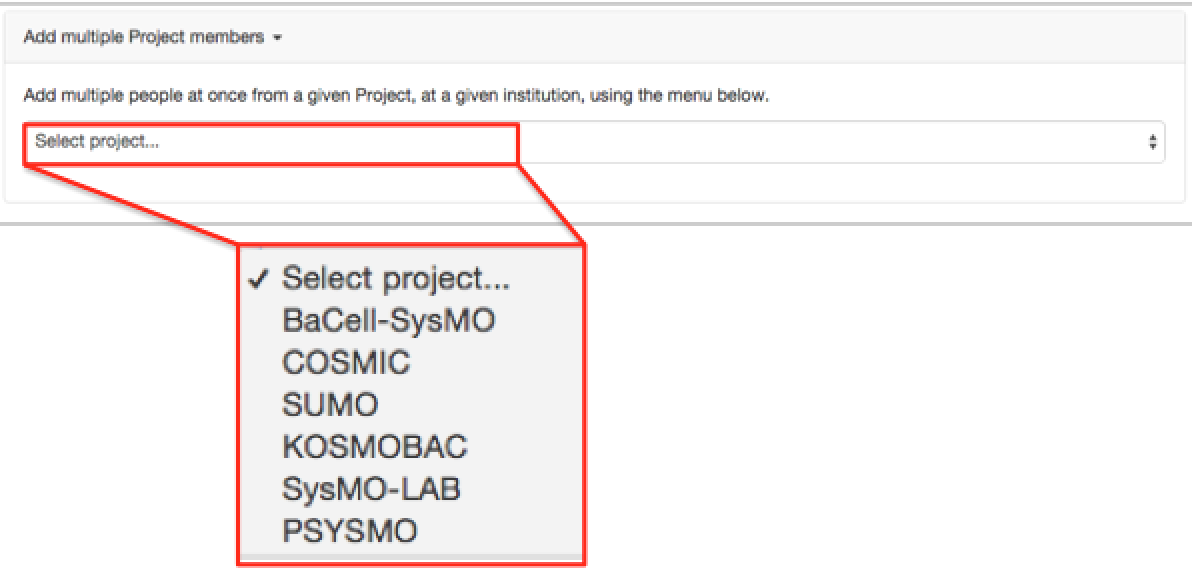 Add multiple Project members
Add multiple people at once from a given Project, at a given institution, using the menu below.
Select project...
Select project...
BaCell-SysMO
COSMIC
SUMO
KOSMOBAC
SysMO-LAB
PSYSMO